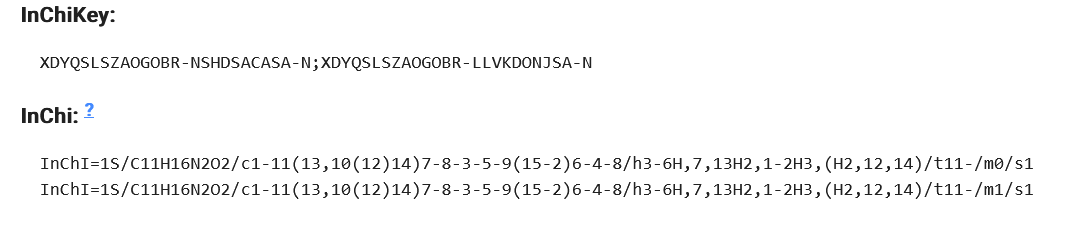 InChiKey:
XDYQSLSZAOGOBR-NSHDSACASA-N;XDYQSLSZAOGOBR-LLVKDONJSA-N
InChi: ?
InChI=1S/C11H16N2O2/c1-11(13,10(12)14)7-8-3-5-9(15-2)6-4-8/h3-6H,7,13H2,1-2H3,(H2,12,14)/t11-/m0/s1
InChI=1S/C11H16N2O2/c1-11(13,10(12)14)7-8-3-5-9(15-2)6-4-8/h3-6H,7,13H2,1-2H3,(H2,12,14)/t11-/m1/s1